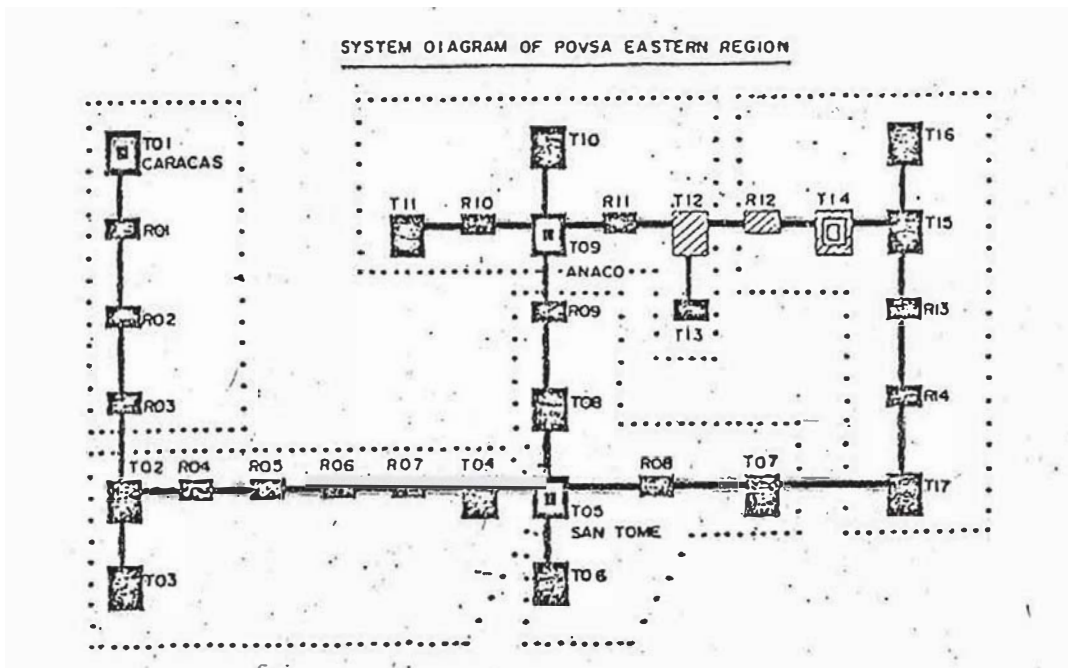 SYSTEM DIAGRAM OF POVSA EASTERN REGION
T01
CARACAS
T10
T16
T11
R10
R11
T12
R12
T14
R01
T09
T15
ANACO
R02
R09
T13
R13
R03
T08
R14
T02
R04
R05
R06
R07
T04
R08
T07
T17
T05
SAN TOME
T03
T06